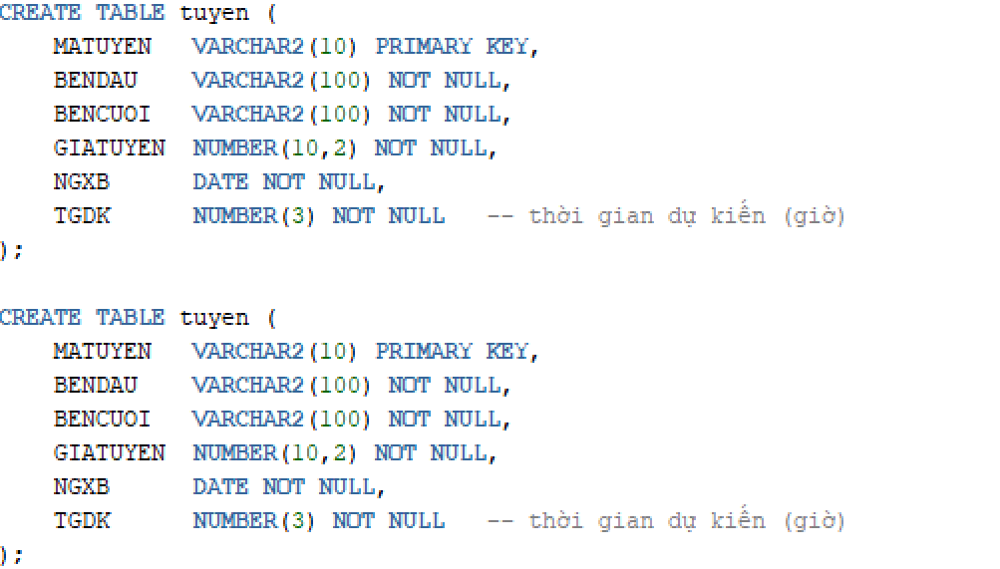 CREATE TABLE tuyen (
    MATUYEN   VARCHAR2(10) PRIMARY KEY,
    BENDAU    VARCHAR2(100) NOT NULL,
    BENCUOI   VARCHAR2(100) NOT NULL,
    GIATUYEN  NUMBER(10,2) NOT NULL,
    NGXB      DATE NOT NULL,
    TGDK      NUMBER(3) NOT NULL   -- thời gian dự kiến (giờ)
);
CREATE TABLE tuyen (
    MATUYEN   VARCHAR2(10) PRIMARY KEY,
    BENDAU    VARCHAR2(100) NOT NULL,
    BENCUOI   VARCHAR2(100) NOT NULL,
    GIATUYEN  NUMBER(10,2) NOT NULL,
    NGXB      DATE NOT NULL,
    TGDK      NUMBER(3) NOT NULL   -- thời gian dự kiến (giờ)
);